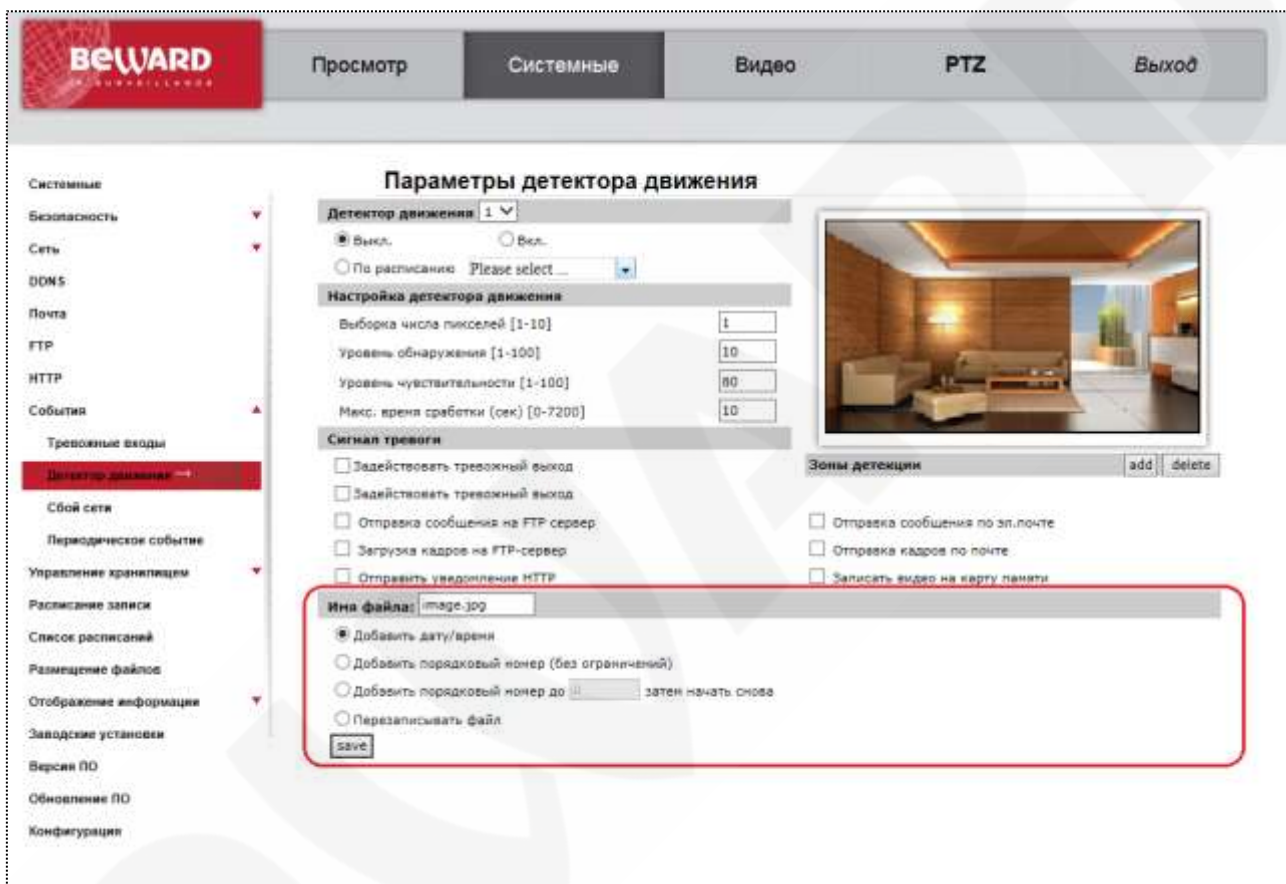 BEWARD
IP SURVEILLANCE
Просмотр
Системные
Видео
PTZ
Выход
Системные
Безопасность
Сеть
DDNS
Почта
FTP
HTTP
События
Тревожные входы
Детектор движения →
Сбой сети
Периодическое событие
Управление хранилищем
Расписание записи
Список расписаний
Размещение файлов
Отображение информации
Заводские установки
Версия ПО
Обновление ПО
Конфигурация
Параметры детектора движения
Детектор движения 1
Выкл. Вкл.
По расписанию Please select ...
Настройка детектора движения
Выборка числа пикселей [1-10] 1
Уровень обнаружения [1-100] 10
Уровень чувствительности [1-100] 80
Макс. время сработки (сек) [0-7200] 10
Сигнал тревоги
Задействовать тревожный выход
Задействовать тревожный выход
Отправка сообщения на FTP сервер
Загрузка кадров на FTP-сервер
Отправить уведомление HTTP
Зоны детекции add delete
Отправка сообщения по эл.почте
Отправка кадров по почте
Записать видео на карту памяти
Имя файла: image.jpg
Добавить дату/время
Добавить порядковый номер (без ограничений)
Добавить порядковый номер до 0 затем начать снова
Перезаписывать файл
save